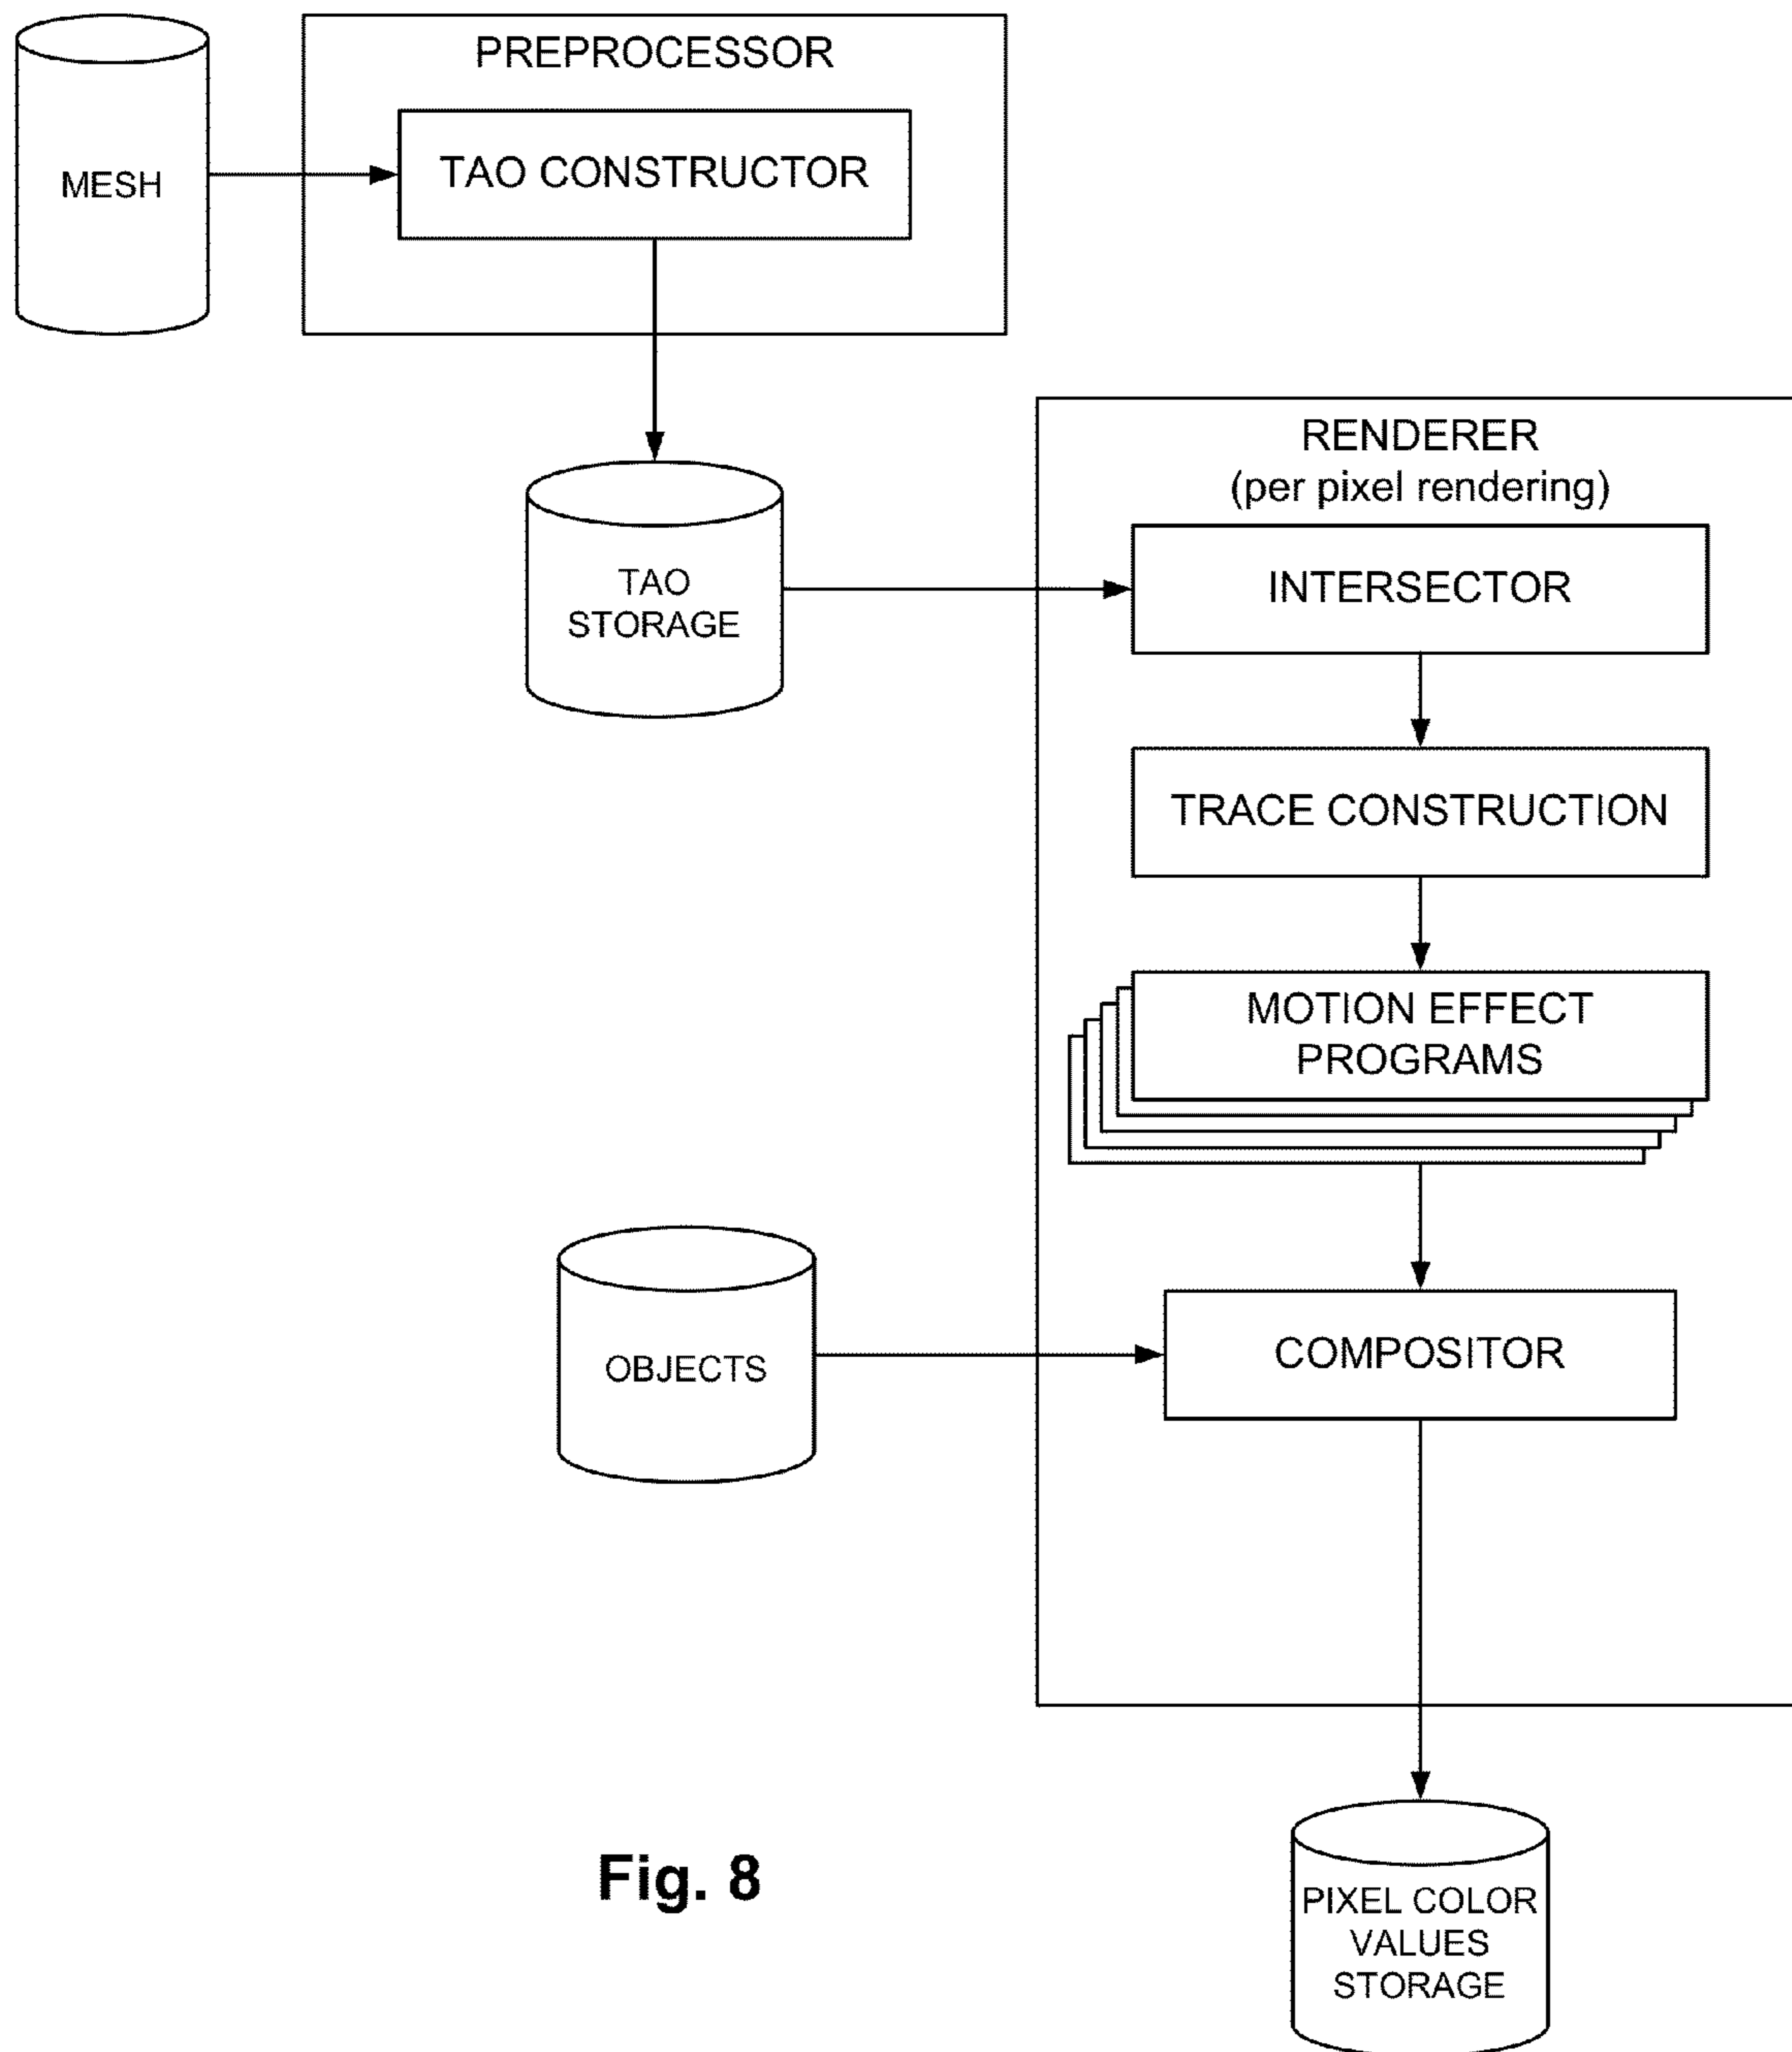 PREPROCESSOR
TAO CONSTRUCTOR
MESH
RENDERER
(per pixel rendering)
INTERSECTOR
TAO
STORAGE
TRACE CONSTRUCTION
MOTION EFFECT
PROGRAMS
COMPOSITOR
OBJECTS
Fig. 8
PIXEL COLOR
VALUES
STORAGE